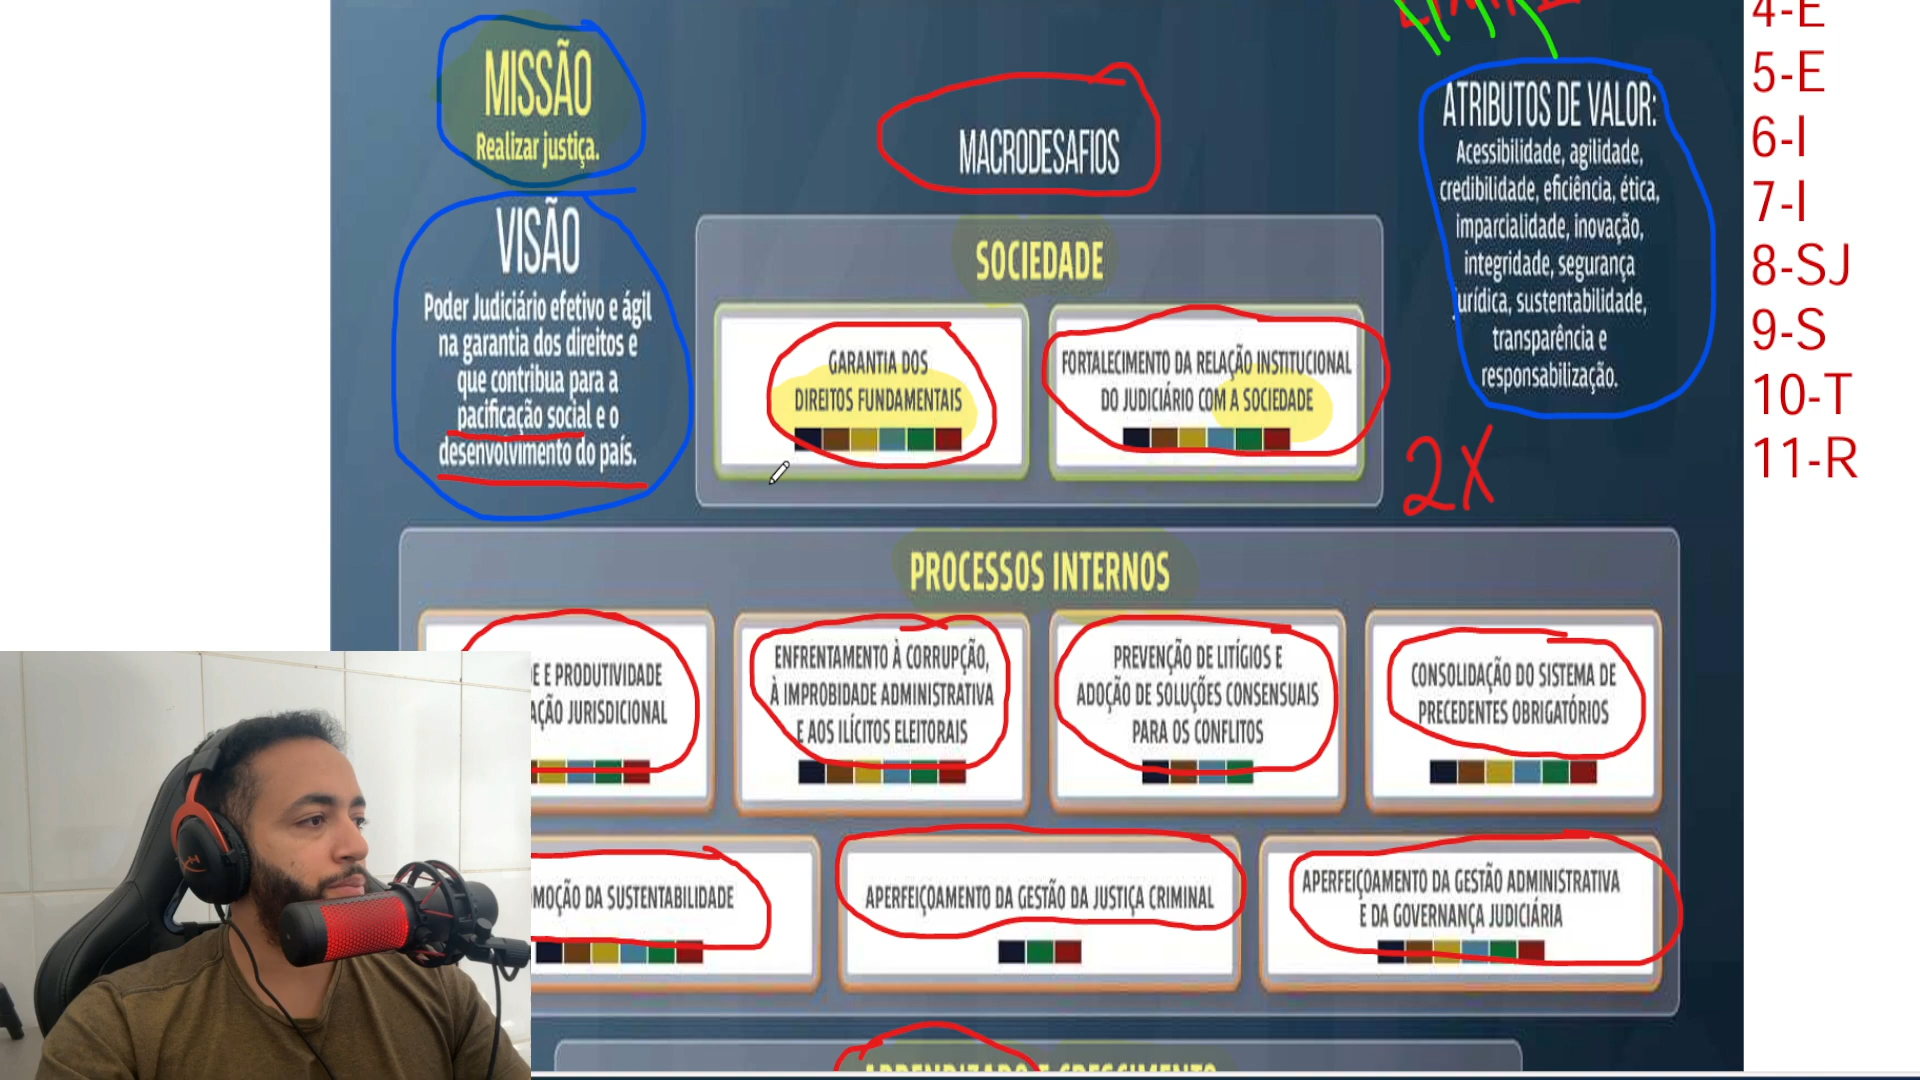 MISSÃO
Realizar justiça.
VISÃO
Poder Judiciário efetivo e ágil
na garantia dos direitos e
que contribua para a
pacificação social e o
desenvolvimento do país.
MACRODESAFIOS
SOCIEDADE
GARANTIA DOS
DIREITOS FUNDAMENTAIS
FORTALECIMENTO DA RELAÇÃO INSTITUCIONAL
DO JUDICIÁRIO COM A SOCIEDADE
ATRIBUTOS DE VALOR:
Acessibilidade, agilidade,
credibilidade, eficiência, ética,
imparcialidade, inovação,
integridade, segurança
jurídica, sustentabilidade,
transparência e
responsabilização.
2X
4-E
5-E
6-I
7-I
8-SJ
9-S
10-T
11-R
PROCESSOS INTERNOS
E PRODUTIVIDADE
JURISDICIONAL
ENFRENTAMENTO À CORRUPÇÃO,
À IMPROBIDADE ADMINISTRATIVA
E AOS ILÍCITOS ELEITORAIS
PREVENÇÃO DE LITÍGIOS E
ADOÇÃO DE SOLUÇÕES CONSENSUAIS
PARA OS CONFLITOS
CONSOLIDAÇÃO DO SISTEMA DE
PRECEDENTES OBRIGATÓRIOS
MOÇÃO DA SUSTENTABILIDADE
APERFEIÇOAMENTO DA GESTÃO DA JUSTIÇA CRIMINAL
APERFEIÇOAMENTO DA GESTÃO ADMINISTRATIVA
E DA GOVERNANÇA JUDICIÁRIA
APRENDIZADO E CRESCIMENTO